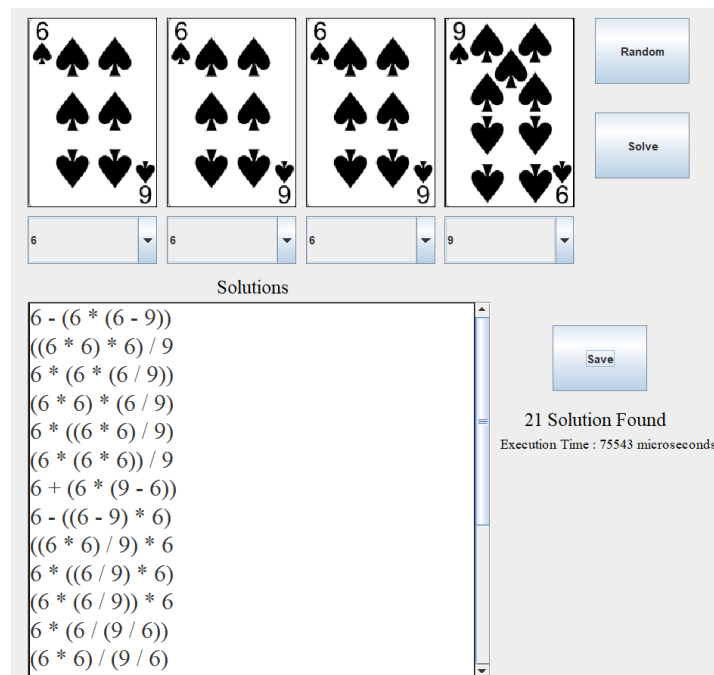 6 6 6 9
Random
9 9 9 6
Solve
6 6 6 9
Solutions
6 - (6 * (6 - 9))
((6 * 6) * 6) / 9
6 * (6 * (6 / 9))
(6 * 6) * (6 / 9)
6 * ((6 * 6) / 9)
(6 * (6 * 6)) / 9
6 + (6 * (9 - 6))
6 - ((6 - 9) * 6)
((6 * 6) / 9) * 6
6 * ((6 / 9) * 6)
(6 * (6 / 9)) * 6
6 * (6 / (9 / 6))
(6 * 6) / (9 / 6)
Save
21 Solution Found
Execution Time : 75543 microseconds